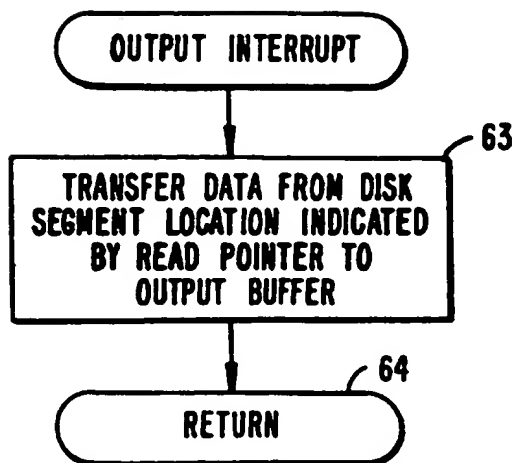 OUTPUT INTERRUPT
63
TRANSFER DATA FROM DISK
SEGMENT LOCATION INDICATED
BY READ POINTER TO
OUTPUT BUFFER
64
RETURN